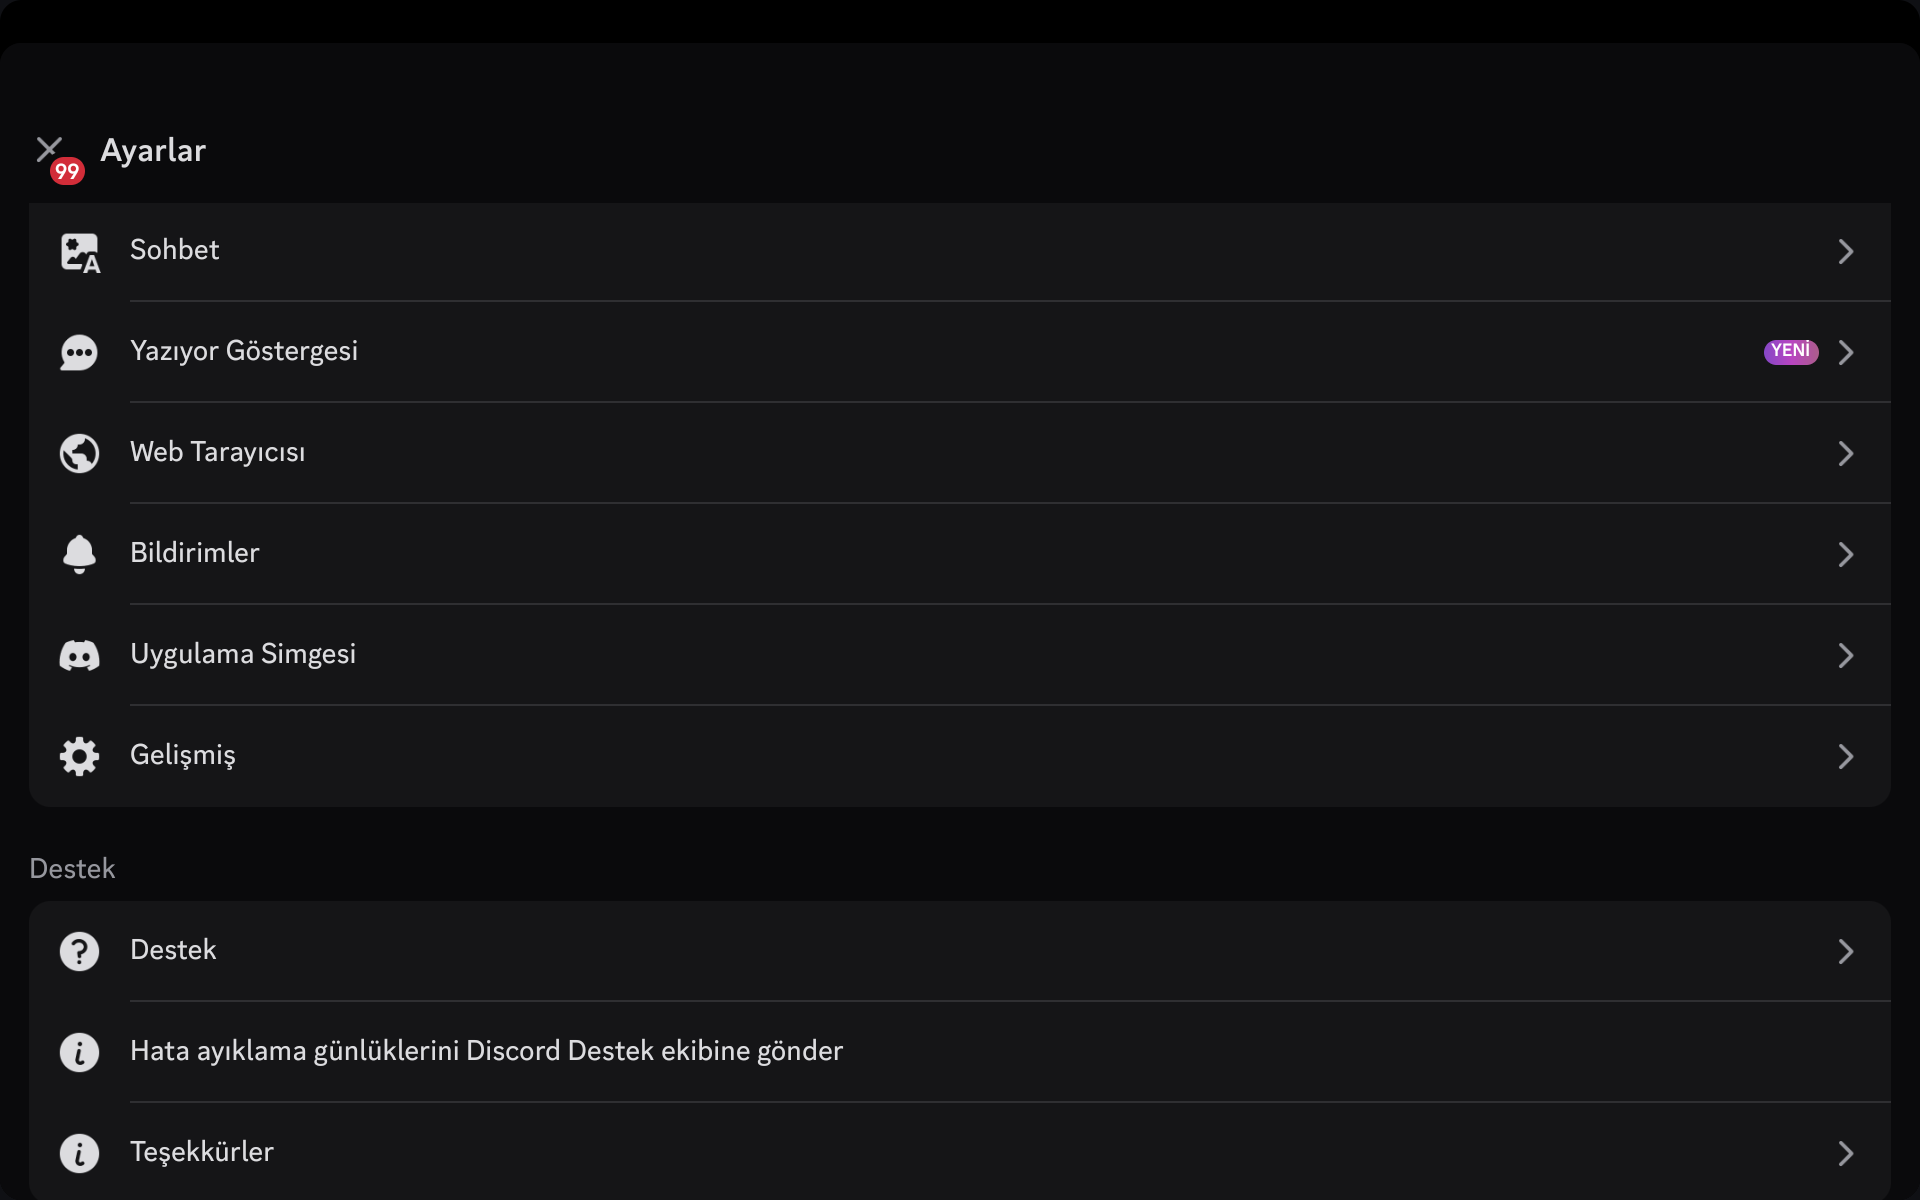 Ayarlar
99
Sohbet
Yazıyor Göstergesi
YENİ
Web Tarayıcısı
Bildirimler
Uygulama Simgesi
Gelişmiş
Destek
Destek
Hata ayıklama günlüklerini Discord Destek ekibine gönder
Teşekkürler